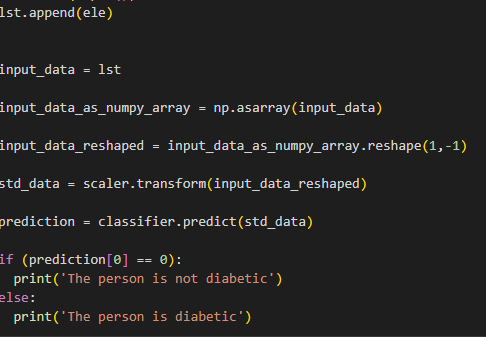 lst.append(ele)
input_data = lst
input_data_as_numpy_array = np.asarray(input_data)
input_data_reshaped = input_data_as_numpy_array.reshape(1,-1)
std_data = scaler.transform(input_data_reshaped)
prediction = classifier.predict(std_data)
if (prediction[0] == 0):
  print('The person is not diabetic')
else:
  print('The person is diabetic')